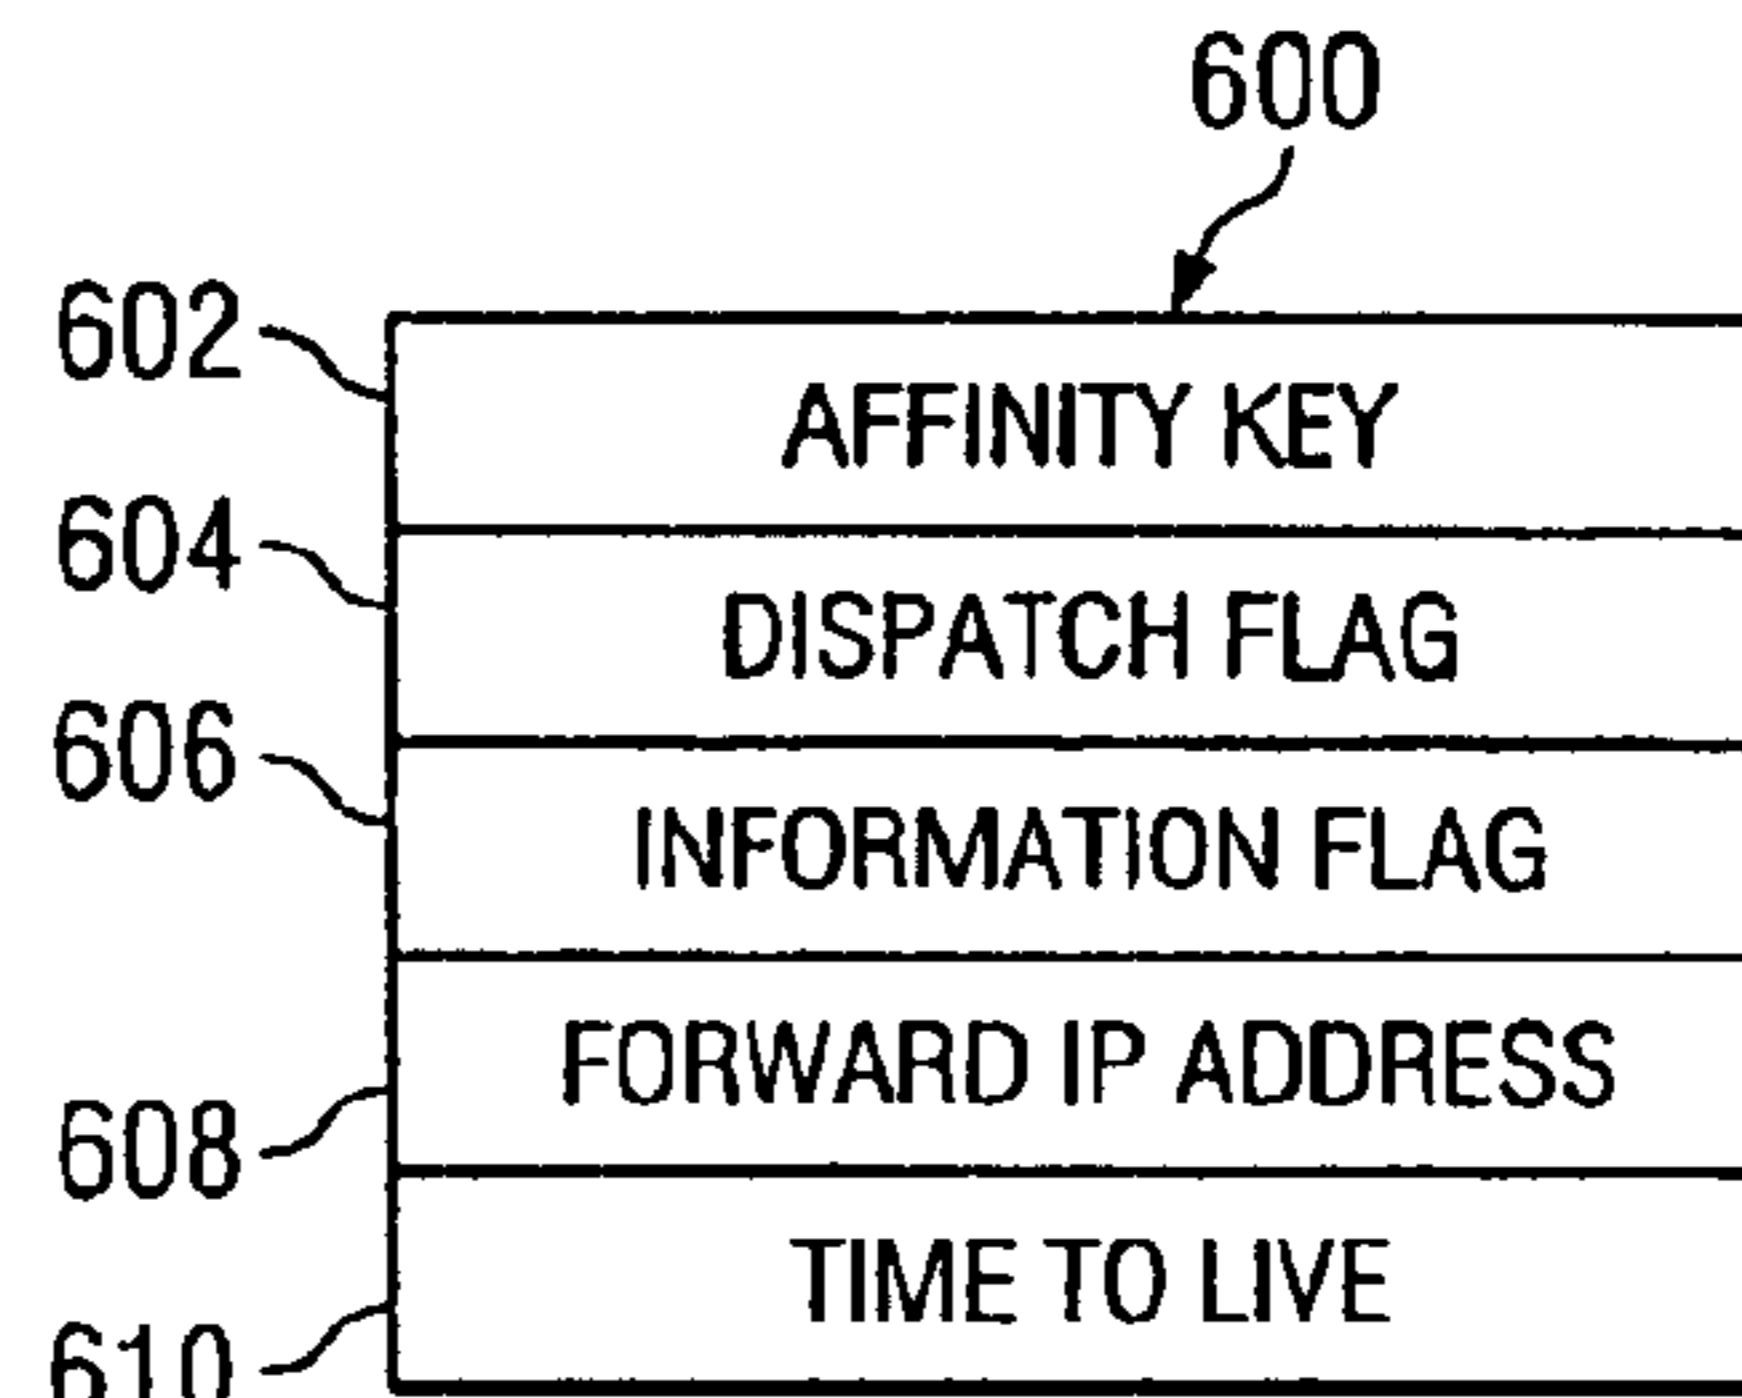 600
602
AFFINITY KEY
604
DISPATCH FLAG
606
INFORMATION FLAG
FORWARD IP ADDRESS
608
TIME TO LIVE
610